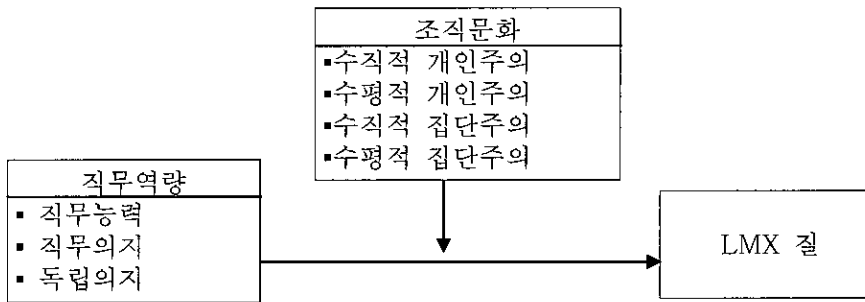 조직문화
▪수직적 개인주의
▪수평적 개인주의
▪수직적 집단주의
▪수평적 집단주의
직무역량
▪ 직무능력
▪ 직무의지
▪ 독립의지
LMX 질